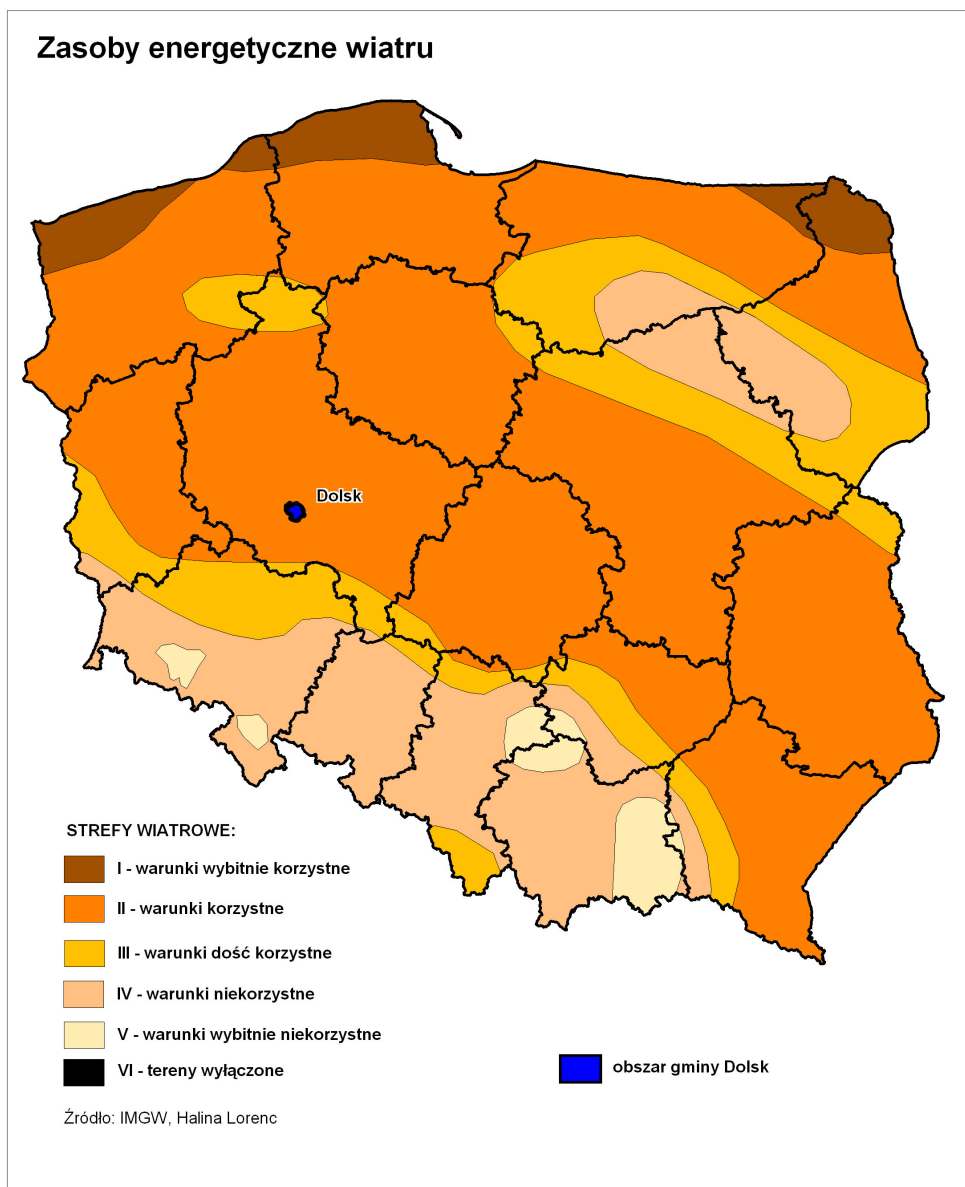 Zasoby energetyczne wiatru
Dolsk
STREFY WIATROWE:
I - warunki wybitnie korzystne
II - warunki korzystne
III - warunki dość korzystne
IV - warunki niekorzystne
V - warunki wybitnie niekorzystne
VI - tereny wyłączone
obszar gminy Dolsk
Źródło: IMGW, Halina Lorenc